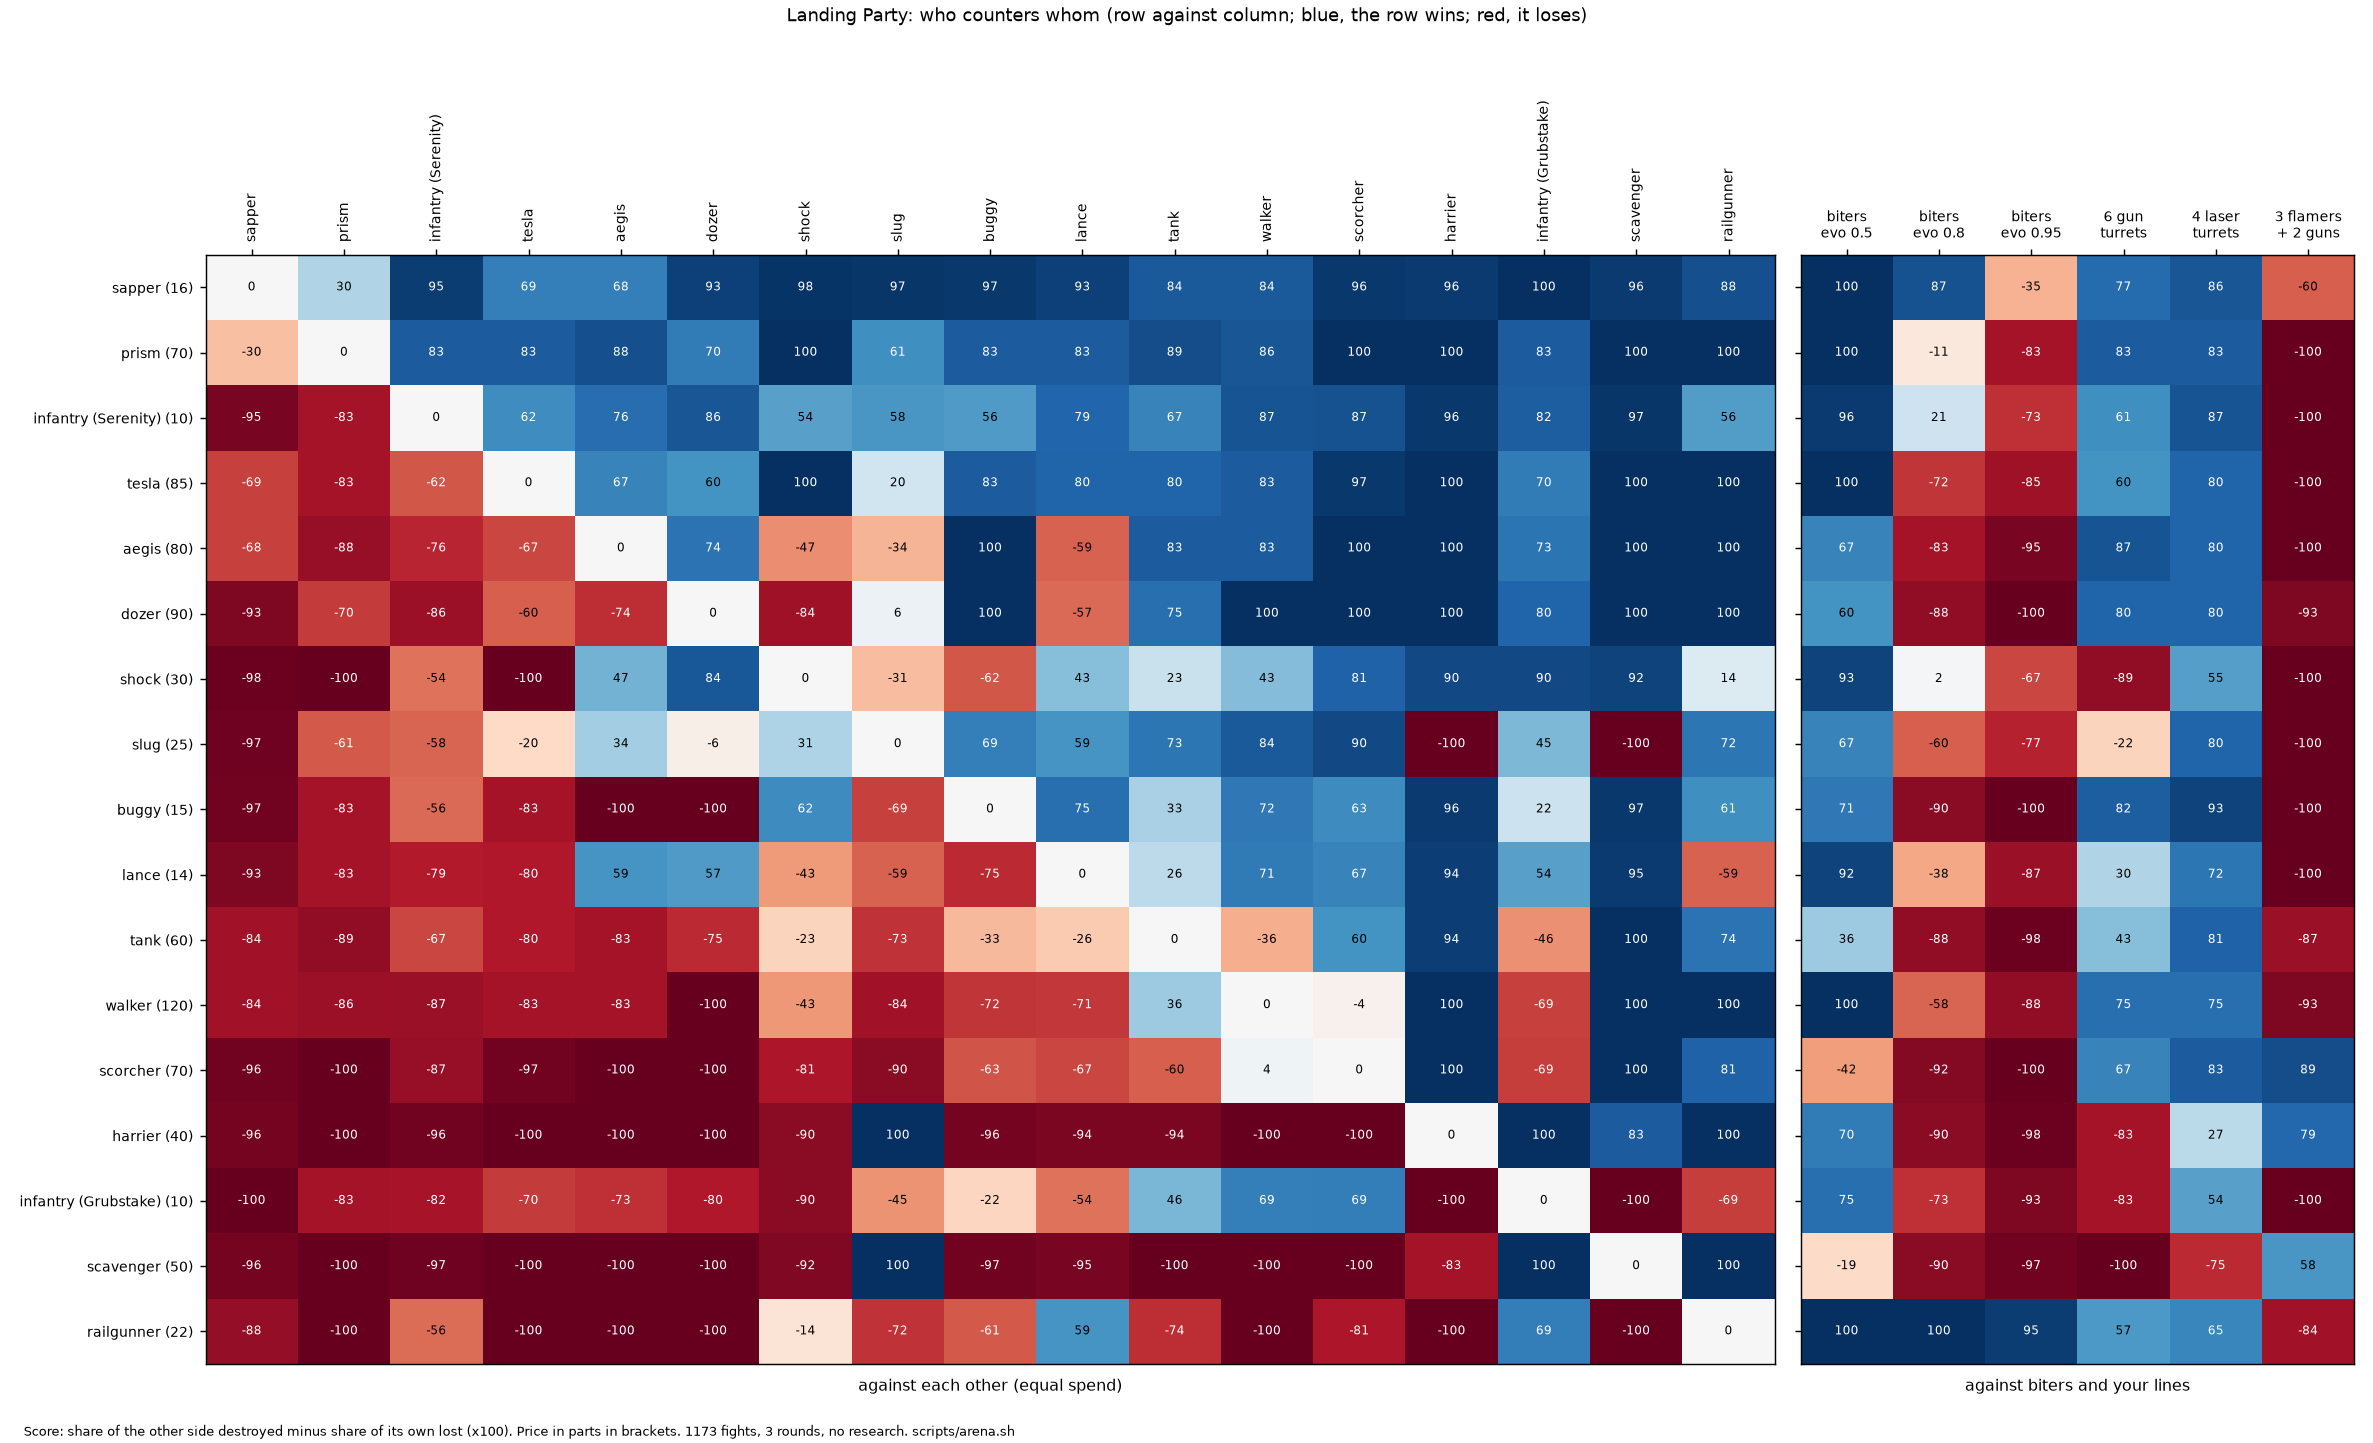 Landing Party: who counters whom (row against column; blue, the row wins; red, it loses)
sapper prism infantry (Serenity) tesla aegis dozer shock slug buggy lance tank walker scorcher harrier infantry (Grubstake) scavenger railgunner
biters evo 0.5 biters evo 0.8 biters evo 0.95 6 gun turrets 4 laser turrets 3 flamers + 2 guns
sapper (16) 0 30 95 69 68 93 98 97 97 93 84 84 96 96 100 96 88 100 87 -35 77 86 -60
prism (70) -30 0 83 83 88 70 100 61 83 83 89 86 100 100 83 100 100 100 -11 -83 83 83 -100
infantry (Serenity) (10) -95 -83 0 62 76 86 54 58 56 79 67 87 87 96 82 97 56 96 21 -73 61 87 -100
tesla (85) -69 -83 -62 0 67 60 100 20 83 80 80 83 97 100 70 100 100 100 -72 -85 60 80 -100
aegis (80) -68 -88 -76 -67 0 74 -47 -34 100 -59 83 83 100 100 73 100 100 67 -83 -95 87 80 -100
dozer (90) -93 -70 -86 -60 -74 0 -84 6 100 -57 75 100 100 100 80 100 100 60 -88 -100 80 80 -93
shock (30) -98 -100 -54 -100 47 84 0 -31 -62 43 23 43 81 90 90 92 14 93 2 -67 -89 55 -100
slug (25) -97 -61 -58 -20 34 -6 31 0 69 59 73 84 90 -100 45 -100 72 67 -60 -77 -22 80 -100
buggy (15) -97 -83 -56 -83 -100 -100 62 -69 0 75 33 72 63 96 22 97 61 71 -90 -100 82 93 -100
lance (14) -93 -83 -79 -80 59 57 -43 -59 -75 0 26 71 67 94 54 95 -59 92 -38 -87 30 72 -100
tank (60) -84 -89 -67 -80 -83 -75 -23 -73 -33 -26 0 -36 60 94 -46 100 74 36 -88 -98 43 81 -87
walker (120) -84 -86 -87 -83 -83 -100 -43 -84 -72 -71 36 0 -4 100 -69 100 100 100 -58 -88 75 75 -93
scorcher (70) -96 -100 -87 -97 -100 -100 -81 -90 -63 -67 -60 4 0 100 -69 100 81 -42 -92 -100 67 83 89
harrier (40) -96 -100 -96 -100 -100 -100 -90 100 -96 -94 -94 -100 -100 0 100 83 100 70 -90 -98 -83 27 79
infantry (Grubstake) (10) -100 -83 -82 -70 -73 -80 -90 -45 -22 -54 46 69 69 -100 0 -100 -69 75 -73 -93 -83 54 -100
scavenger (50) -96 -100 -97 -100 -100 -100 -92 100 -97 -95 -100 -100 -100 -83 100 0 100 -19 -90 -97 -100 -75 58
railgunner (22) -88 -100 -56 -100 -100 -100 -14 -72 -61 59 -74 -100 -81 -100 69 -100 0 100 100 95 57 65 -84
against each other (equal spend)
against biters and your lines
Score: share of the other side destroyed minus share of its own lost (x100). Price in parts in brackets. 1173 fights, 3 rounds, no research. scripts/arena.sh